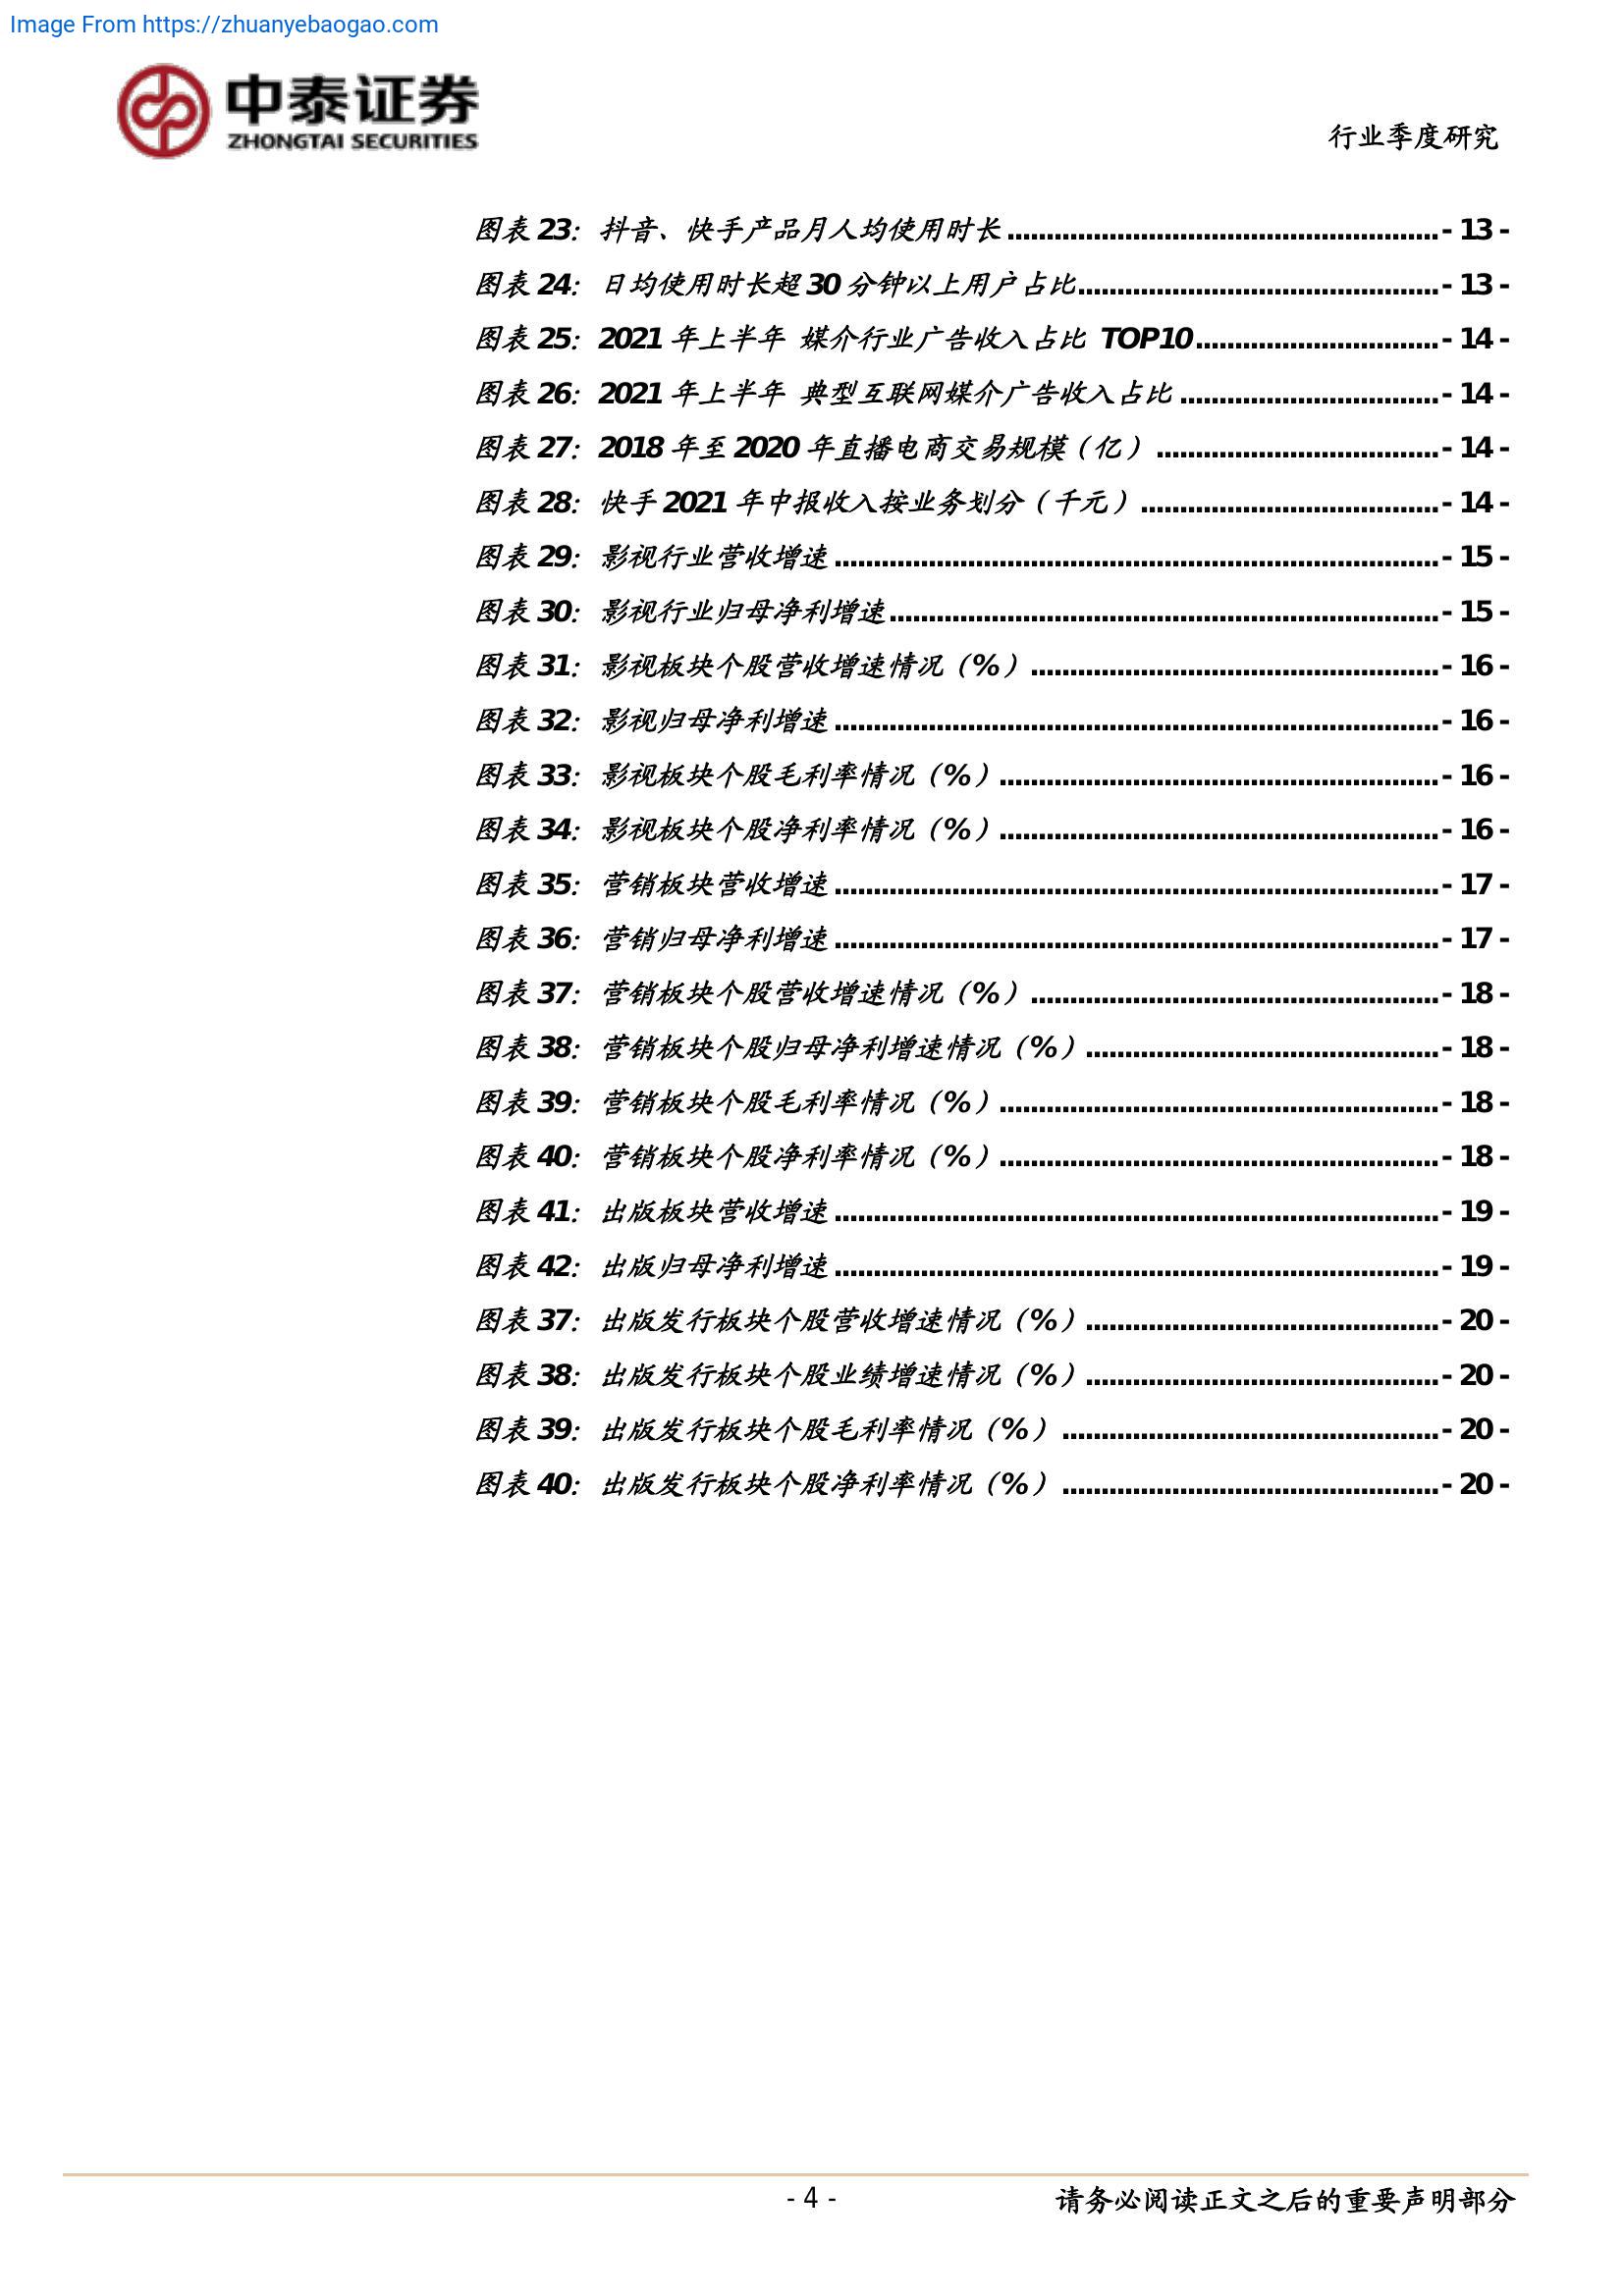 Image From https://zhuanyebaogao.com
中泰证券
ZHONGTAI SECURITIES
行业季度研究
图表 23：抖音、快手产品月人均使用时长 - 13 -
图表 24：日均使用时长超 30 分钟以上用户占比 - 13 -
图表 25：2021 年上半年 媒介行业广告收入占比 TOP10 - 14 -
图表 26：2021 年上半年 典型互联网媒介广告收入占比 - 14 -
图表 27：2018 年至 2020 年直播电商交易规模（亿） - 14 -
图表 28：快手 2021 年中报收入按业务划分（千元） - 14 -
图表 29：影视行业营收增速 - 15 -
图表 30：影视行业归母净利增速 - 15 -
图表 31：影视板块个股营收增速情况（%） - 16 -
图表 32：影视归母净利增速 - 16 -
图表 33：影视板块个股毛利率情况（%） - 16 -
图表 34：影视板块个股净利率情况（%） - 16 -
图表 35：营销板块营收增速 - 17 -
图表 36：营销归母净利增速 - 17 -
图表 37：营销板块个股营收增速情况（%） - 18 -
图表 38：营销板块个股归母净利增速情况（%） - 18 -
图表 39：营销板块个股毛利率情况（%） - 18 -
图表 40：营销板块个股净利率情况（%） - 18 -
图表 41：出版板块营收增速 - 19 -
图表 42：出版归母净利增速 - 19 -
图表 37：出版发行板块个股营收增速情况（%） - 20 -
图表 38：出版发行板块个股业绩增速情况（%） - 20 -
图表 39：出版发行板块个股毛利率情况（%） - 20 -
图表 40：出版发行板块个股净利率情况（%） - 20 -
- 4 -
请务必阅读正文之后的重要声明部分